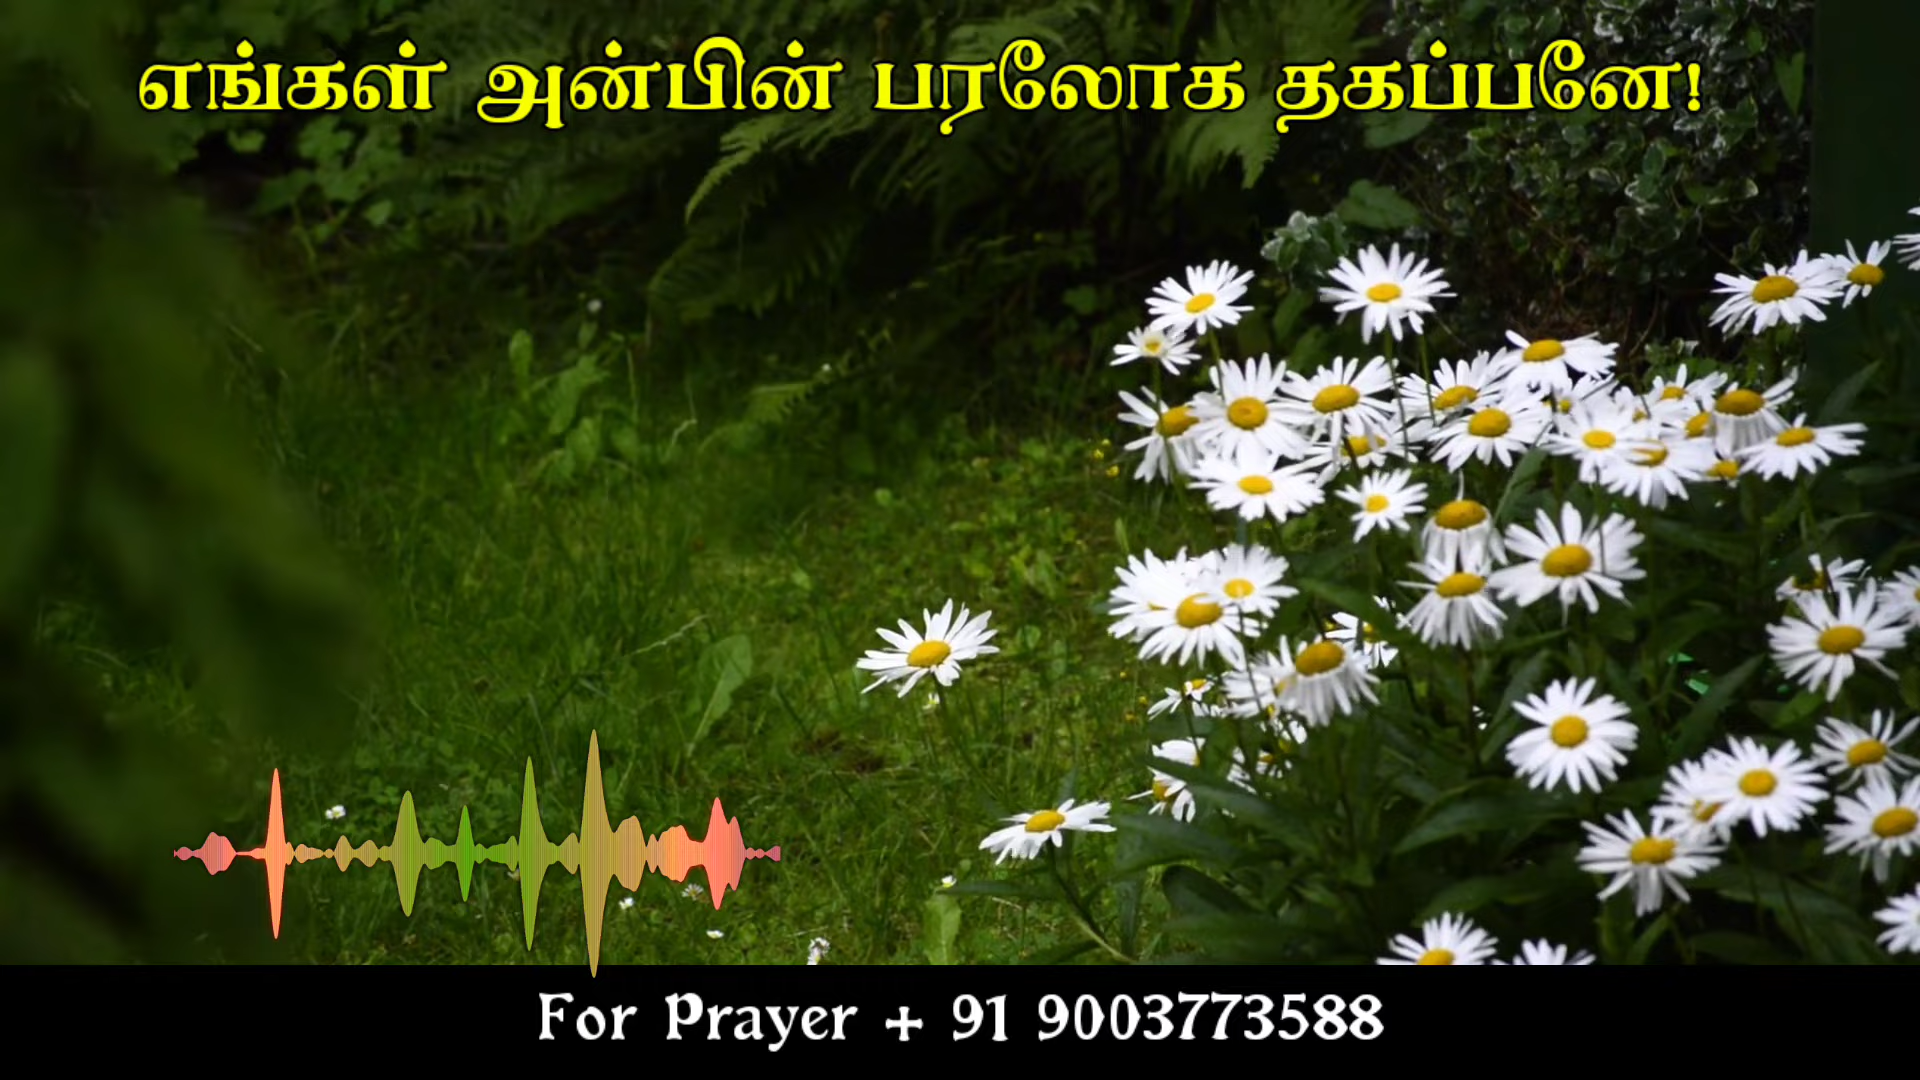 எங்கள் அன்பின் பரலோக தகப்பனே!
For Prayer + 91 9003773588